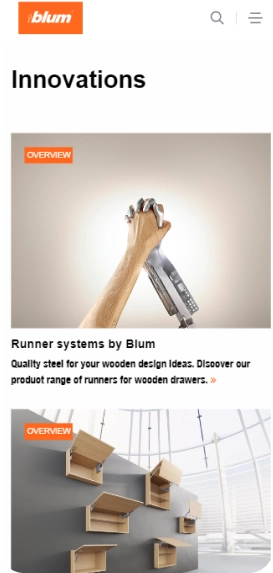 blum
Innovations
OVERVIEW
Runner systems by Blum
Quality steel for your wooden design ideas. Discover our
product range of runners for wooden drawers. »
OVERVIEW